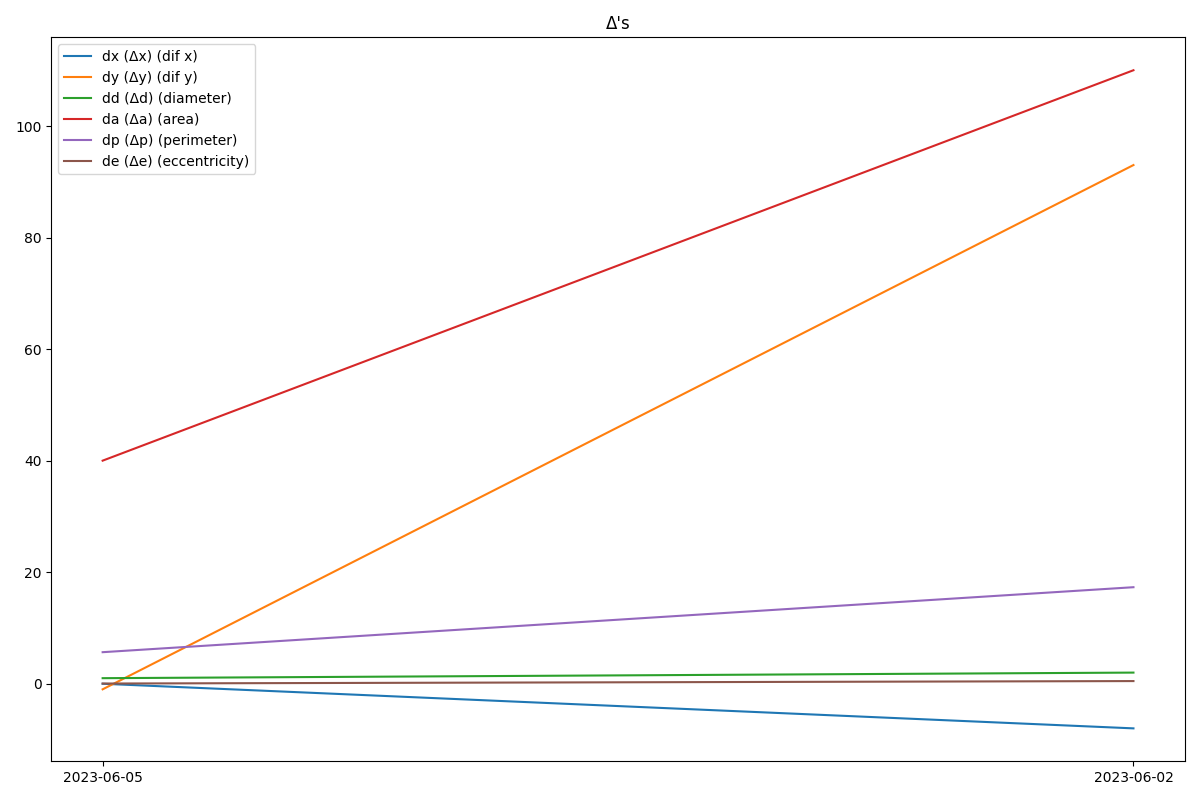 Δ's
dx (Δx) (dif x)
dy (Δy) (dif y)
dd (Δd) (diameter)
da (Δa) (area)
dp (Δp) (perimeter)
de (Δe) (eccentricity)
100
80
60
40
20
0
2023-06-05
2023-06-02